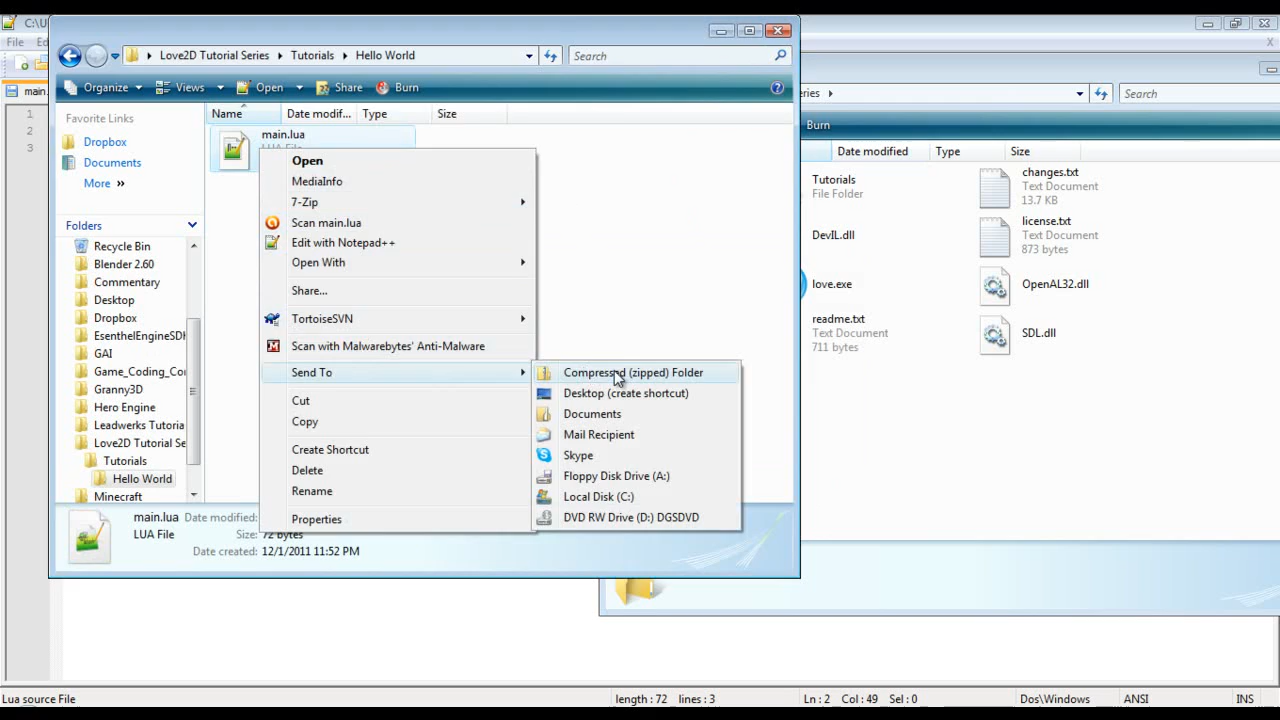 C:\U
File Ed
main.
1
2
3
Love2D Tutorial Series Tutorials Hello World
Search
Organize Views Open Share Burn
Favorite Links
Dropbox
Documents
More »
Folders
Recycle Bin
Blender 2.60
Commentary
Desktop
Dropbox
EsenthelEngineSDK
GAI
Game_Coding_Co
Granny3D
Hero Engine
Leadwerks Tutoria
Love2D Tutorial Se
Tutorials
Hello World
Minecraft
Name Date modif... Type Size
main.lua
LUA File
Open
MediaInfo
7-Zip
Scan main.lua
Edit with Notepad++
Open With
Share...
TortoiseSVN
Scan with Malwarebytes' Anti-Malware
Send To
Cut
Copy
Create Shortcut
Delete
Rename
Properties
Compressed (zipped) Folder
Desktop (create shortcut)
Documents
Mail Recipient
Skype
Floppy Disk Drive (A:)
Local Disk (C:)
DVD RW Drive (D:) DGSDVD
main.lua Date modified:
LUA File
72 bytes
Date created: 12/1/2011 11:52 PM
X
eries
Search
Burn
Date modified Type Size
Tutorials
File Folder
DevIL.dll
love.exe
readme.txt
Text Document
711 bytes
changes.txt
Text Document
13.7 KB
license.txt
Text Document
873 bytes
OpenAL32.dll
SDL.dll
Lua source File length : 72 lines : 3 Ln : 2 Col : 49 Sel : 0 Dos\Windows ANSI INS